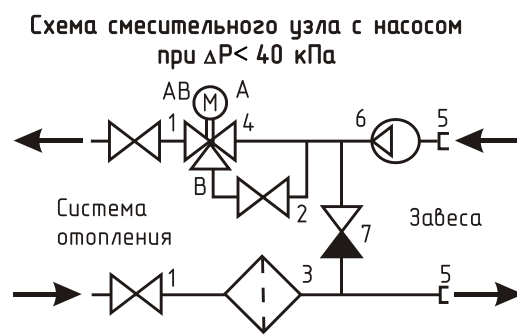 Схема смесительного узла с насосом
при ΔP< 40 кПа
AB
M
A
1
4
6
5
B
2
Система
отопления
Завеса
7
1
3
5